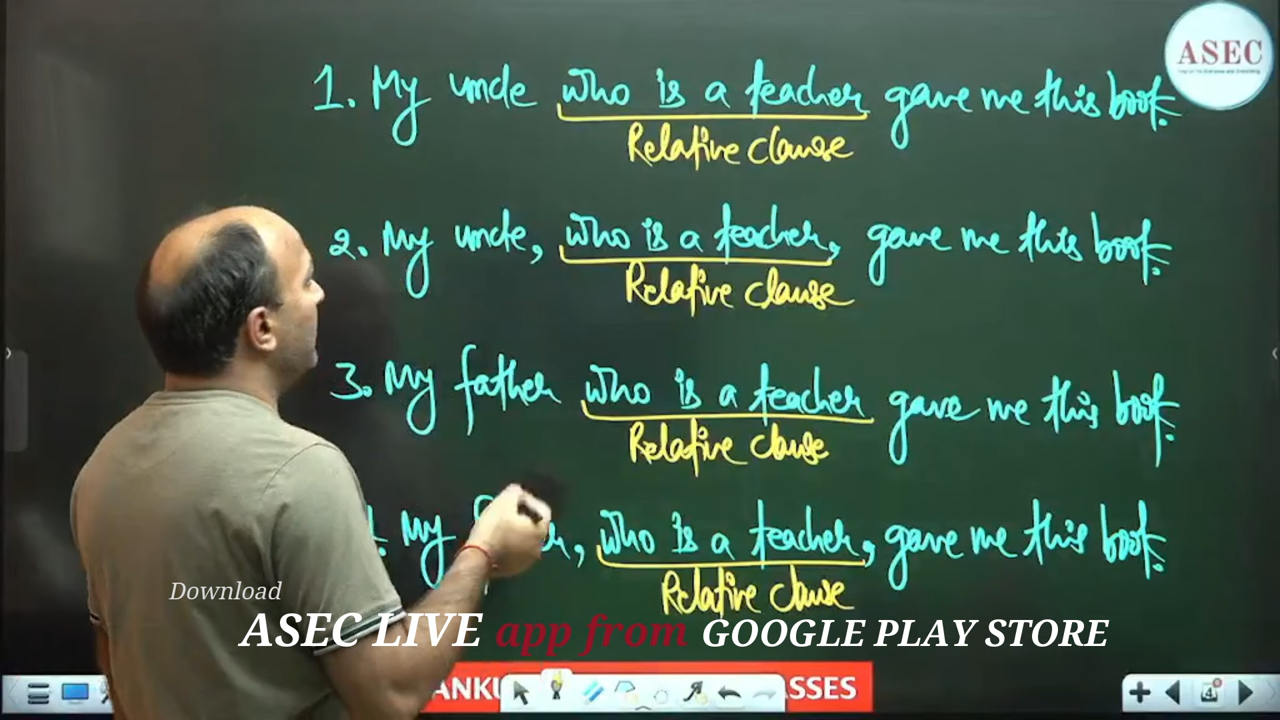 ASEC
1. My uncle who is a teacher gave me this book.
Relative clause
2. My uncle, who is a teacher, gave me this book.
Relative clause
3. My father who is a teacher gave me this book.
Relative clause
My who is a teacher, gave me this book.
Relative clause
Download
ASEC LIVE app from GOOGLE PLAY STORE